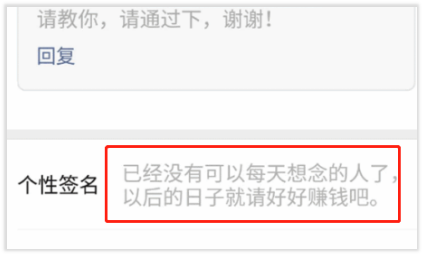 请教你，请通过下，谢谢！
回复
个性签名
已经没有可以每天想念的人了，
以后的日子就请好好赚钱吧。